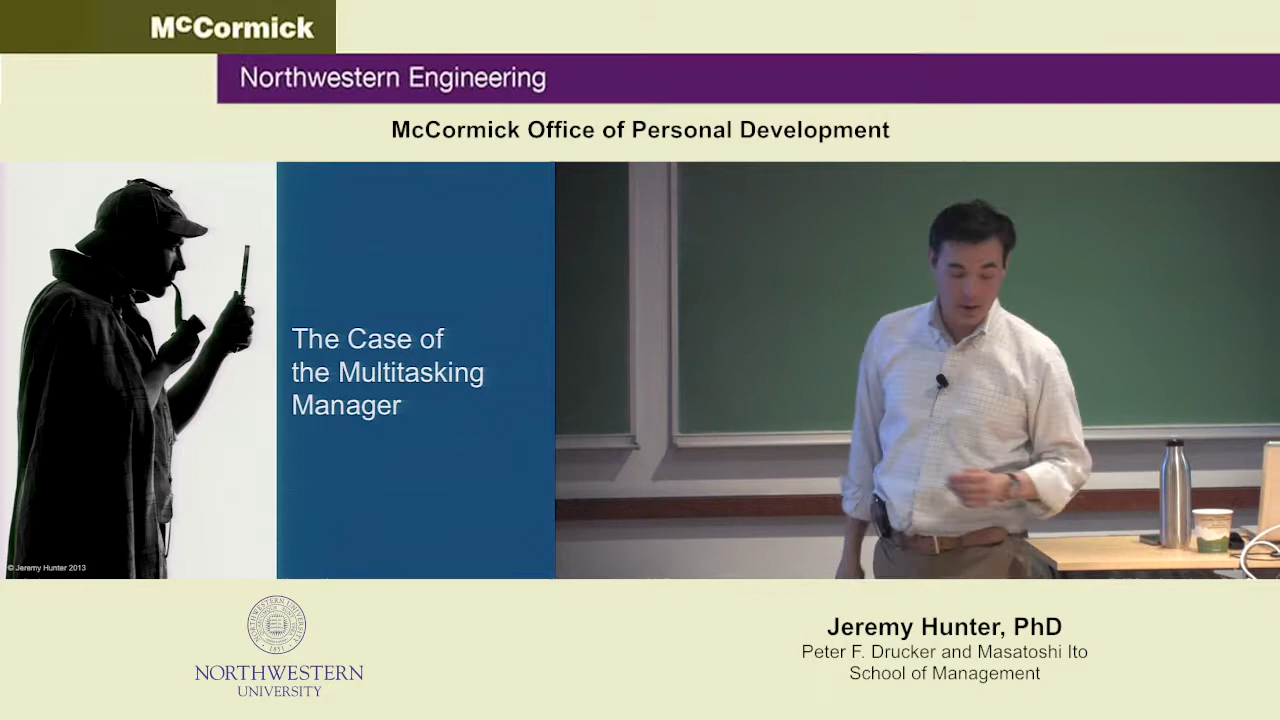 McCormick
Northwestern Engineering
McCormick Office of Personal Development
The Case of
the Multitasking
Manager
© Jeremy Hunter 2013
NORTHWESTERN
UNIVERSITY
Jeremy Hunter, PhD
Peter F. Drucker and Masatoshi Ito
School of Management